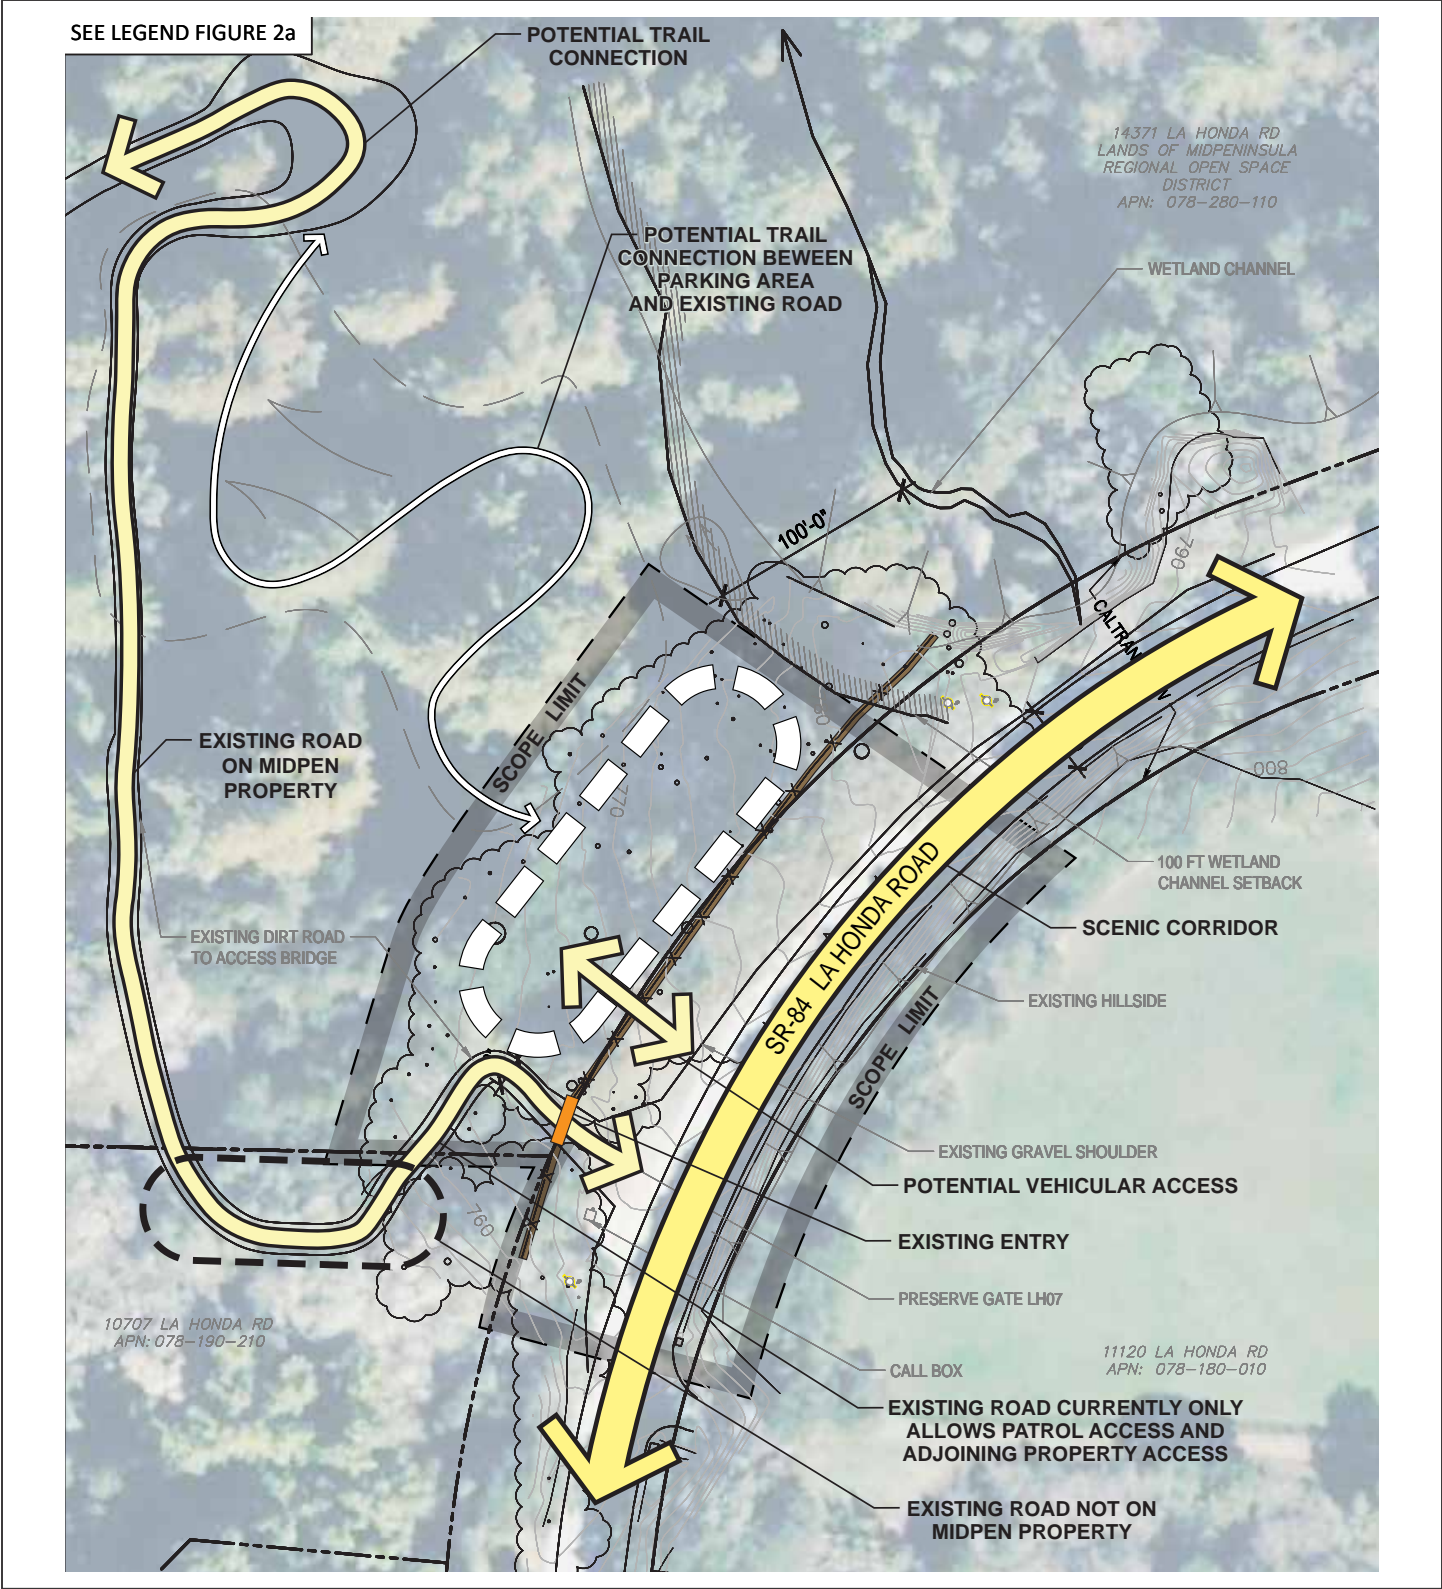 SEE LEGEND FIGURE 2a
POTENTIAL TRAIL
CONNECTION
14371 LA HONDA RD
LANDS OF MIDPENINSULA
REGIONAL OPEN SPACE
DISTRICT
APN: 078-280-110
POTENTIAL TRAIL
CONNECTION BEWEEN
PARKING AREA
AND EXISTING ROAD
WETLAND CHANNEL
100'-0"
790
CALTRAN
SCOPE LIMIT
EXISTING ROAD
ON MIDPEN
PROPERTY
770
800
100 FT WETLAND
CHANNEL SETBACK
SR-84 LA HONDA ROAD
SCENIC CORRIDOR
EXISTING DIRT ROAD
TO ACCESS BRIDGE
EXISTING HILLSIDE
SCOPE LIMIT
EXISTING GRAVEL SHOULDER
POTENTIAL VEHICULAR ACCESS
760
EXISTING ENTRY
PRESERVE GATE LH07
10707 LA HONDA RD
APN: 078-190-210
11120 LA HONDA RD
APN: 078-180-010
CALL BOX
EXISTING ROAD CURRENTLY ONLY
ALLOWS PATROL ACCESS AND
ADJOINING PROPERTY ACCESS
EXISTING ROAD NOT ON
MIDPEN PROPERTY